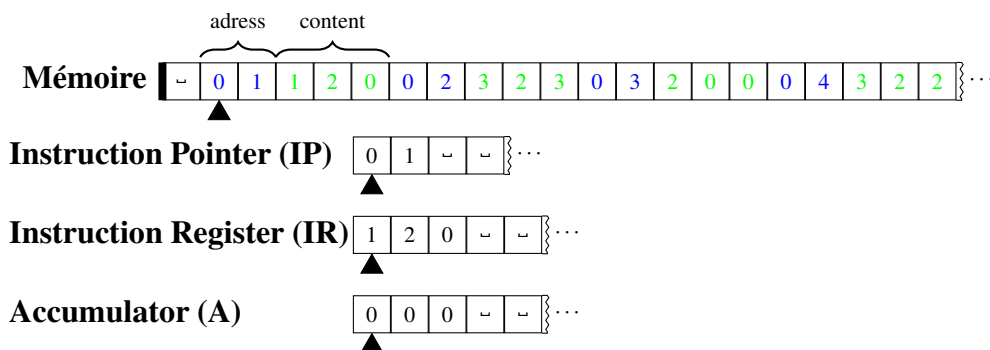 adress content
Mémoire ␣ 0 1 1 2 0 0 2 3 2 3 0 3 2 0 0 0 4 3 2 2 ···
Instruction Pointer (IP) 0 1 ␣ ␣ ···
Instruction Register (IR) 1 2 0 ␣ ␣ ···
Accumulator (A) 0 0 0 ␣ ␣ ···